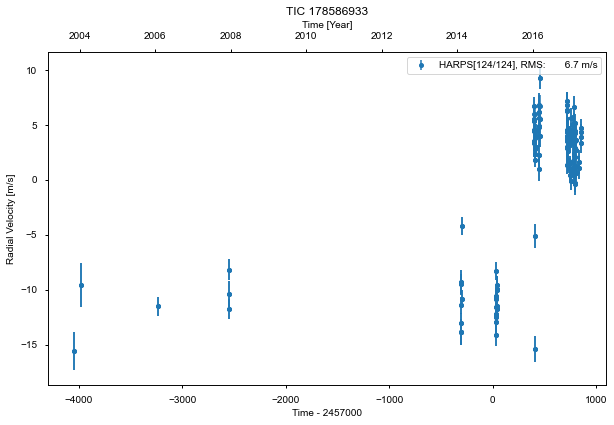 TIC 178586933
Time [Year]
2004 2006 2008 2010 2012 2014 2016
HARPS[124/124], RMS: 6.7 m/s
10
5
0
−5
−10
−15
Radial Velocity [m/s]
−4000 −3000 −2000 −1000 0 1000
Time - 2457000